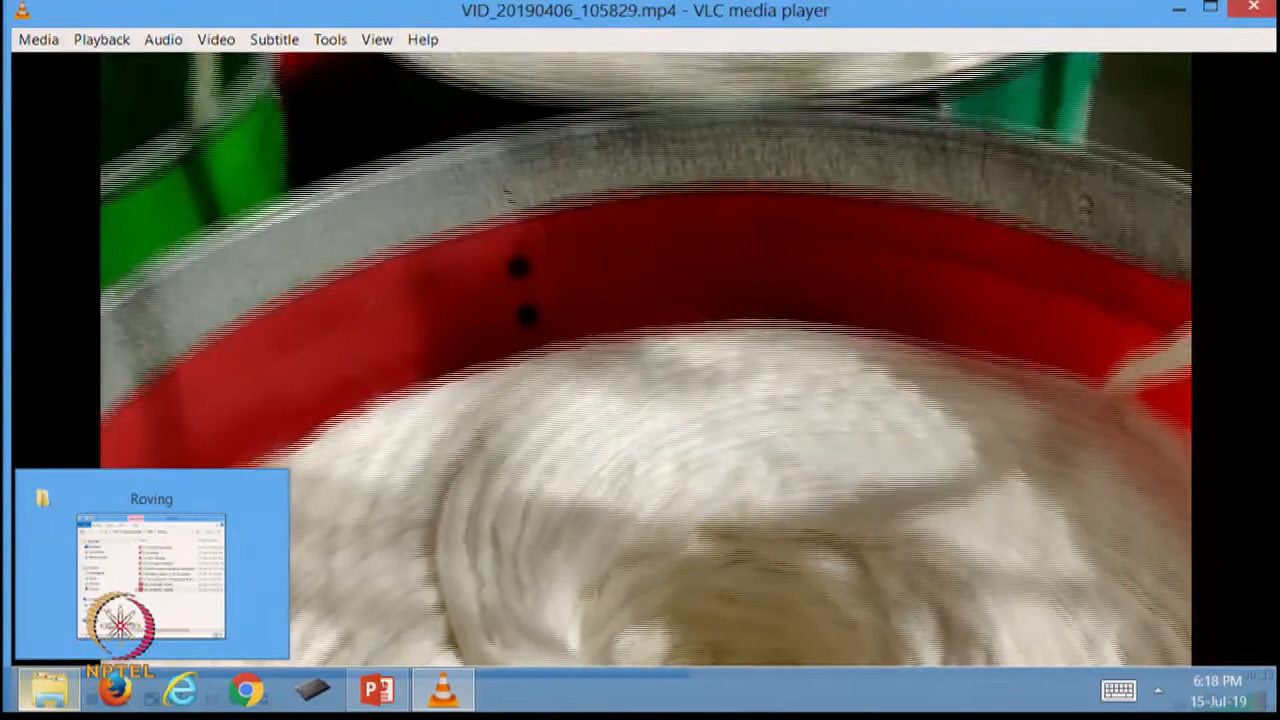 VID_20190406_105829.mp4 - VLC media player
Media Playback Audio Video Subtitle Tools View Help
Roving
NPTEL
6:18 PM
15-Jul-19